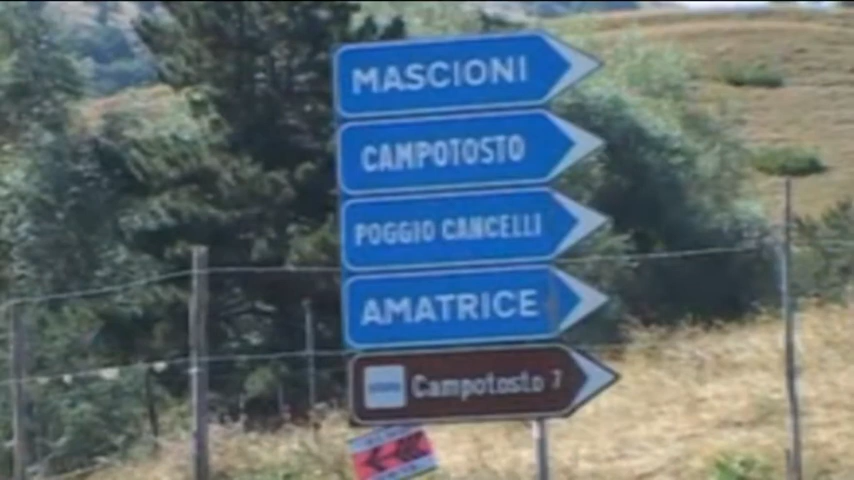 MASCIONI
CAMPOTOSTO
POGGIO CANCELLI
AMATRICE
Campotosto 7